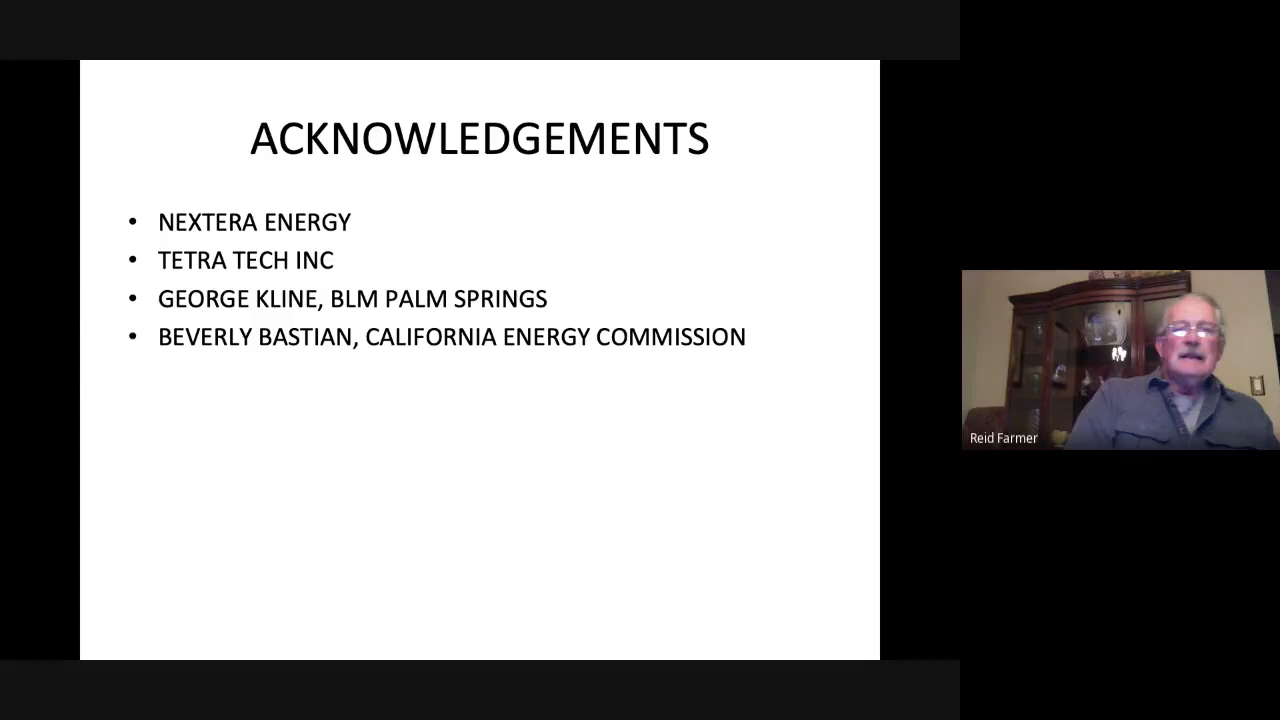 ACKNOWLEDGEMENTS
• NEXTERA ENERGY
• TETRA TECH INC
• GEORGE KLINE, BLM PALM SPRINGS
• BEVERLY BASTIAN, CALIFORNIA ENERGY COMMISSION
Reid Farmer